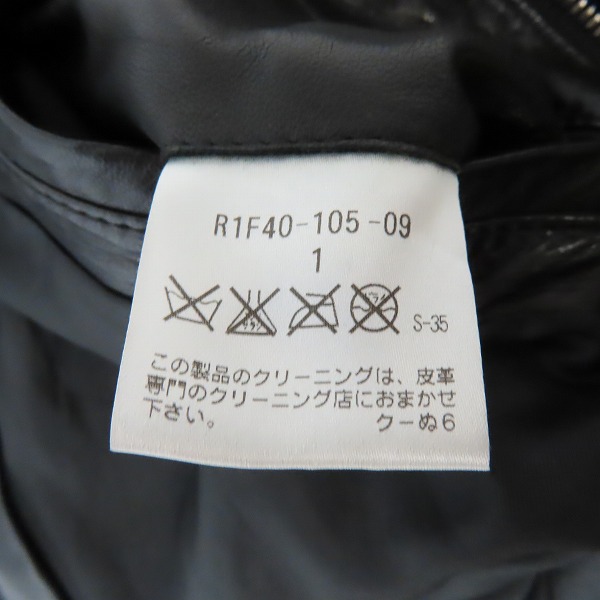 R1F40-105-09
1
S-35
この製品のクリーニングは、皮革
専門のクリーニング店におまかせ
下さい。 クーぬ6